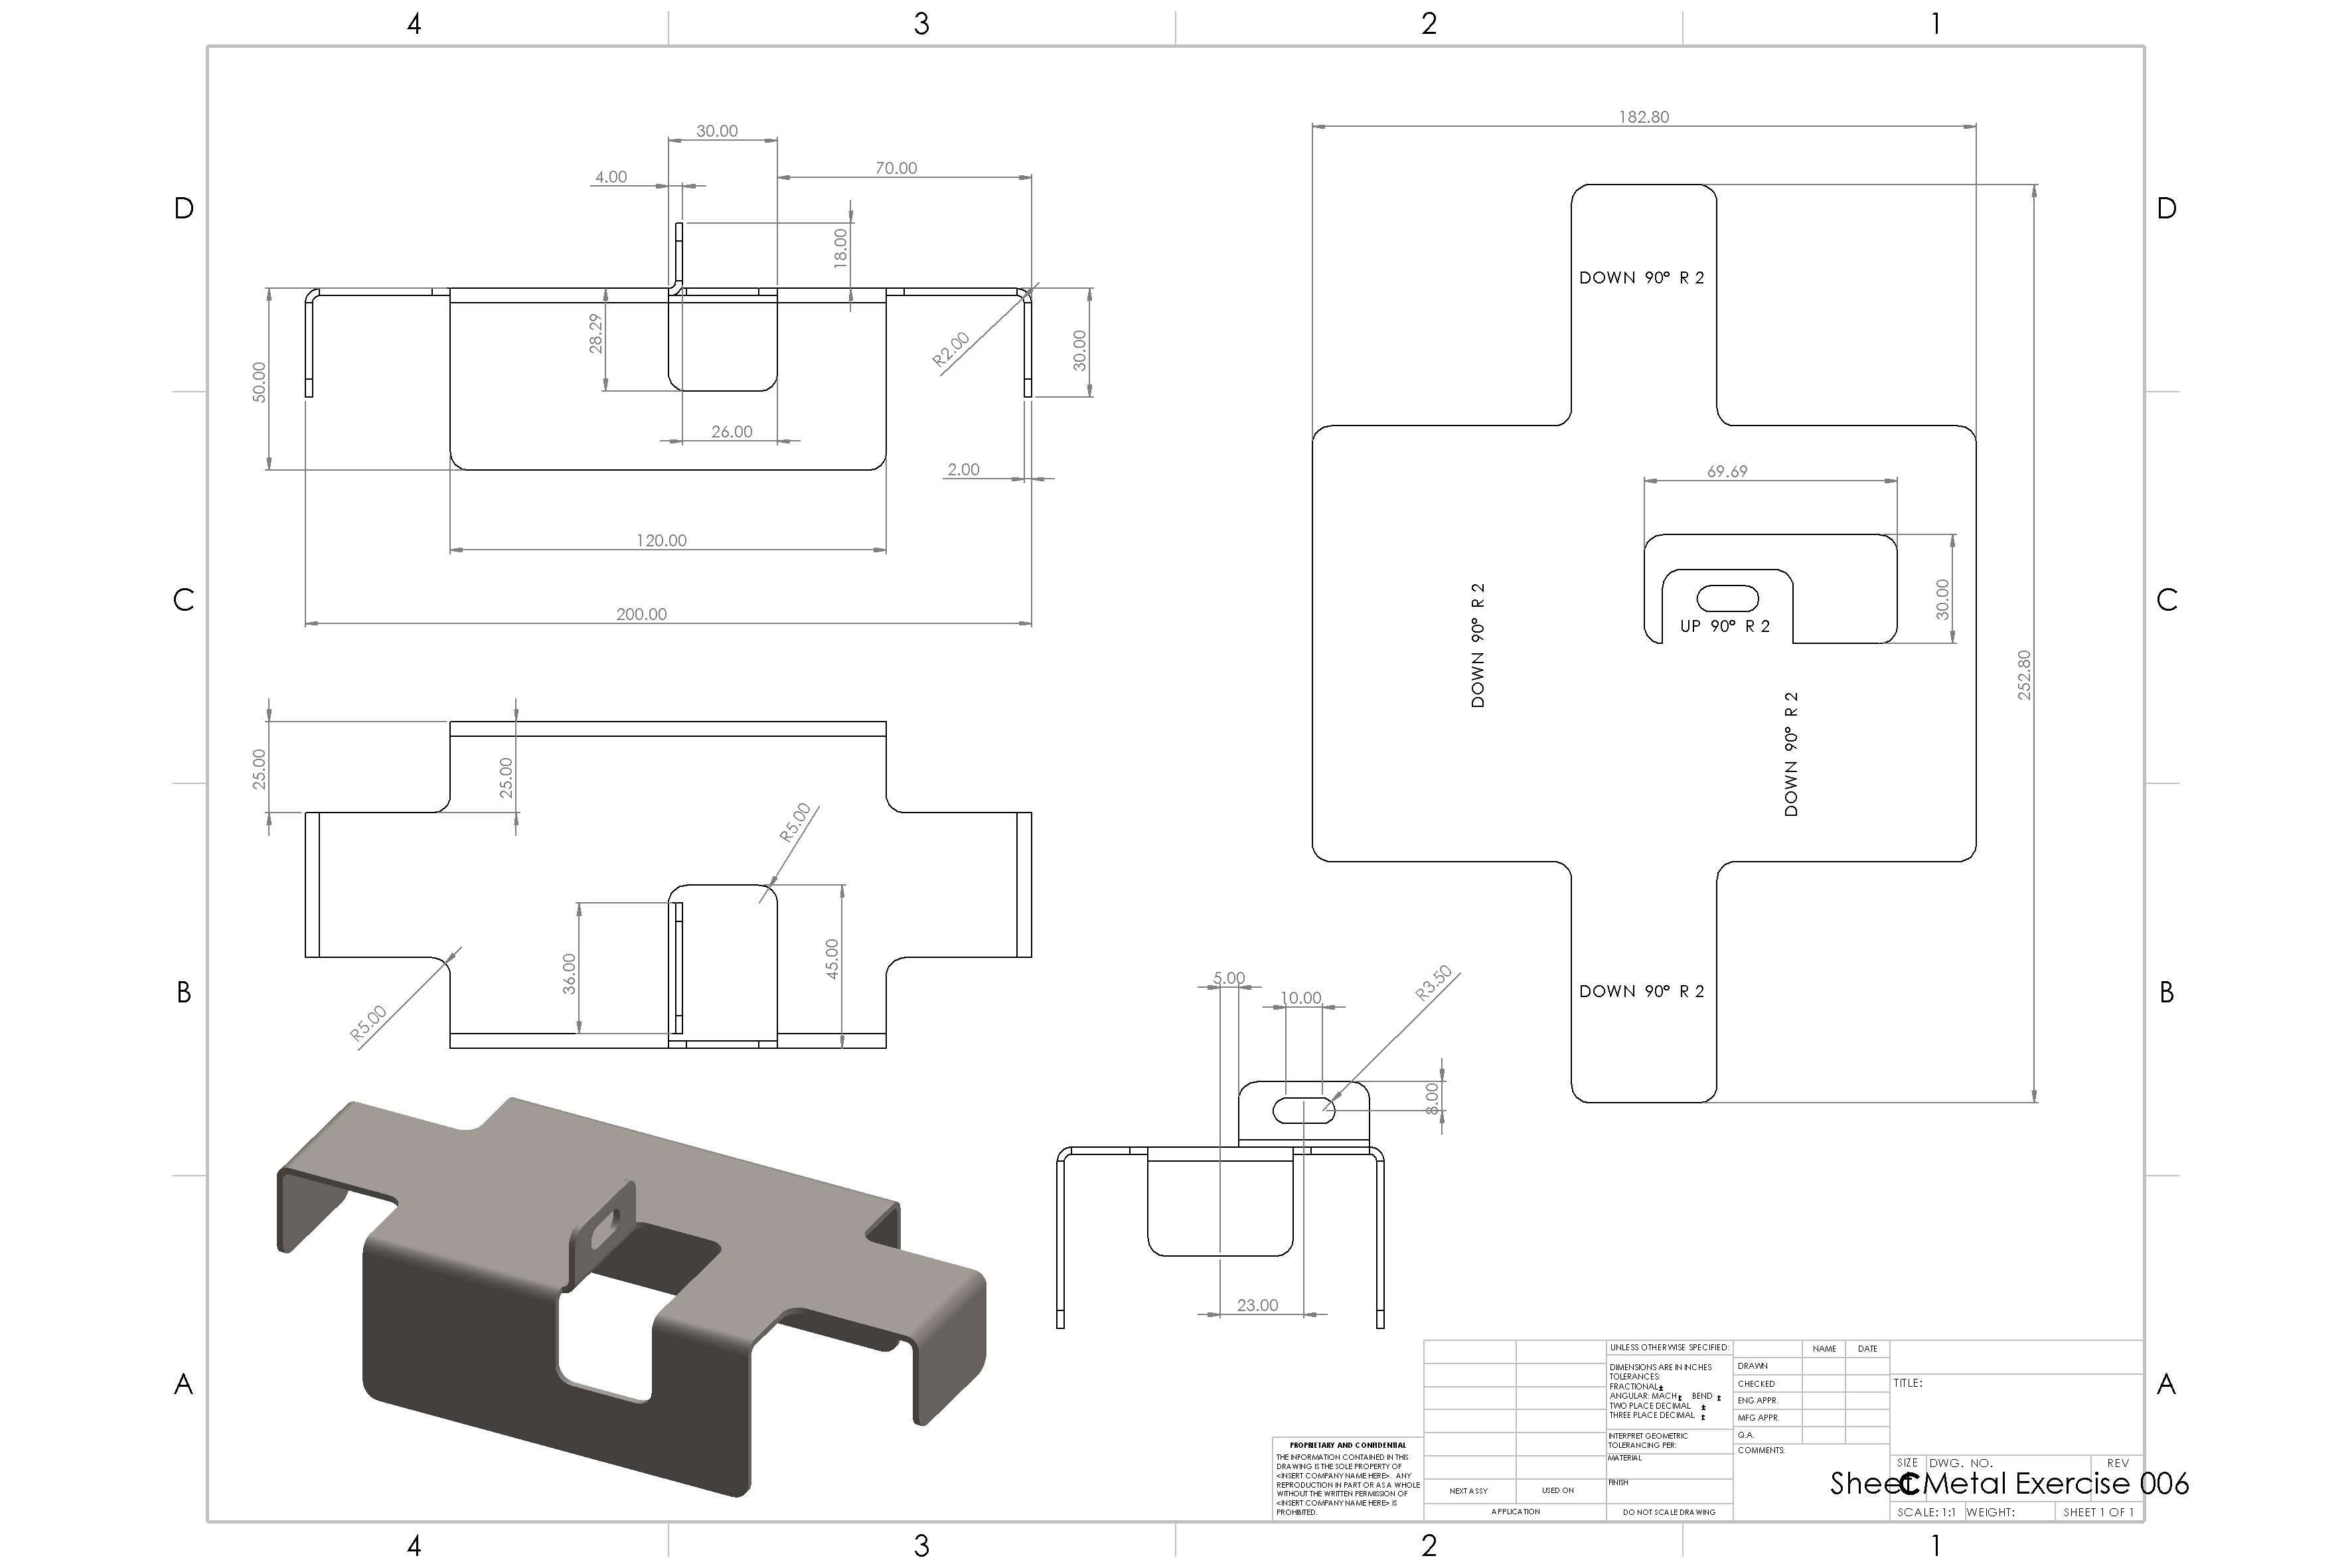 4 3 2 1
D D
C C
B B
A A
30.00
70.00
4.00
18.00
28.29
50.00
R2.00
30.00
26.00
2.00
120.00
200.00
182.80
DOWN 90° R 2
69.69
30.00
UP 90° R 2
DOWN 90° R 2
DOWN 90° R 2
252.80
DOWN 90° R 2
25.00
25.00
R5.00
36.00
45.00
R5.00
5.00
10.00
R3.50
8.00
23.00
PROPRIETARY AND CONFIDENTIAL
THE INFORMATION CONTAINED IN THIS
DRAWING IS THE SOLE PROPERTY OF
<INSERT COMPANY NAME HERE>. ANY
REPRODUCTION IN PART OR AS A WHOLE
WITHOUT THE WRITTEN PERMISSION OF
<INSERT COMPANY NAME HERE> IS
PROHIBITED.
NEXT ASSY
USED ON
APPLICATION
UNLESS OTHERWISE SPECIFIED:
DIMENSIONS ARE IN INCHES
TOLERANCES:
FRACTIONAL±
ANGULAR: MACH± BEND ±
TWO PLACE DECIMAL ±
THREE PLACE DECIMAL ±
INTERPRET GEOMETRIC
TOLERANCING PER:
MATERIAL
FINISH
DO NOT SCALE DRAWING
NAME DATE
DRAWN
CHECKED
ENG APPR.
MFG APPR.
Q.A.
COMMENTS:
TITLE:
SIZE DWG. NO. REV
C
Sheet Metal Exercise 006
SCALE: 1:1 WEIGHT: SHEET 1 OF 1
4 3 2 1